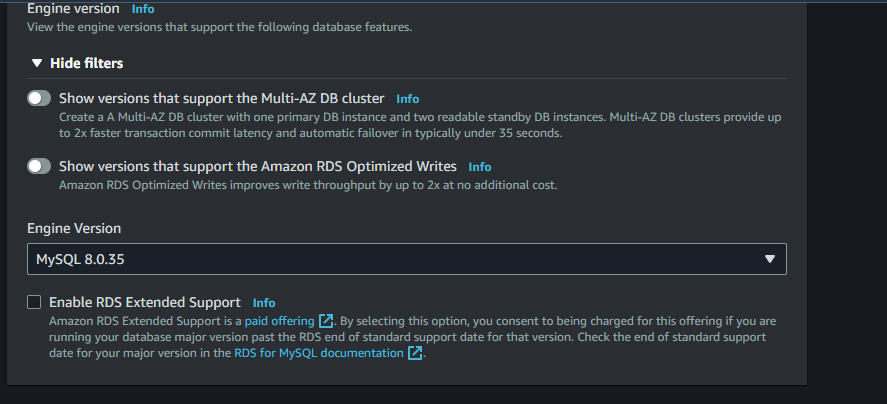 Engine version Info
View the engine versions that support the following database features.
Hide filters
Show versions that support the Multi-AZ DB cluster Info
Create a A Multi-AZ DB cluster with one primary DB instance and two readable standby DB instances. Multi-AZ DB clusters provide up
to 2x faster transaction commit latency and automatic failover in typically under 35 seconds.
Show versions that support the Amazon RDS Optimized Writes Info
Amazon RDS Optimized Writes improves write throughput by up to 2x at no additional cost.
Engine Version
MySQL 8.0.35
Enable RDS Extended Support Info
Amazon RDS Extended Support is a paid offering. By selecting this option, you consent to being charged for this offering if you are
running your database major version past the RDS end of standard support date for that version. Check the end of standard support
date for your major version in the RDS for MySQL documentation.